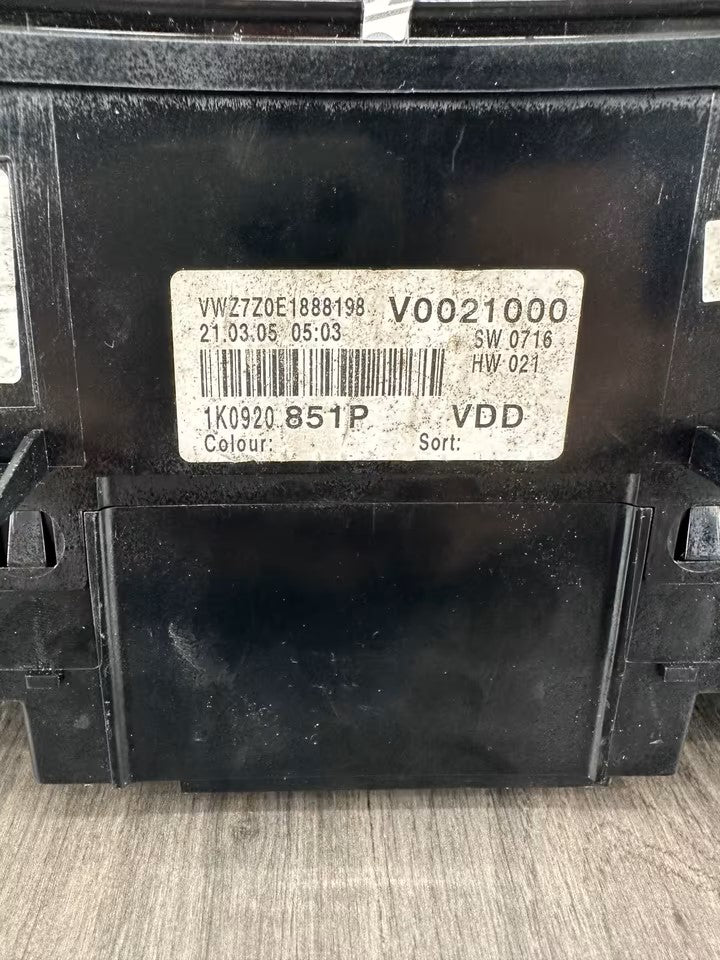 VWZ7Z0E1888198 V0021000
21.03.05 05:03 SW 0716
HW 021
1K0920 851P VDD
Colour: Sort: